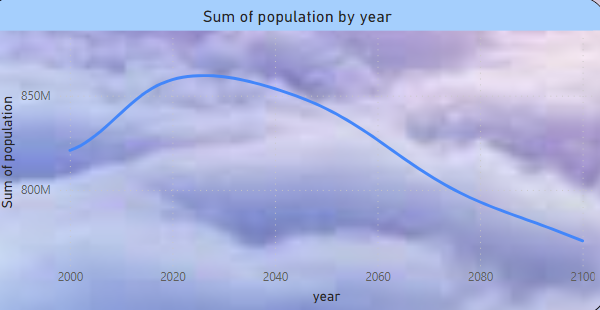 Sum of population by year
Sum of population
850M
800M
2000 2020 2040 2060 2080 2100
year